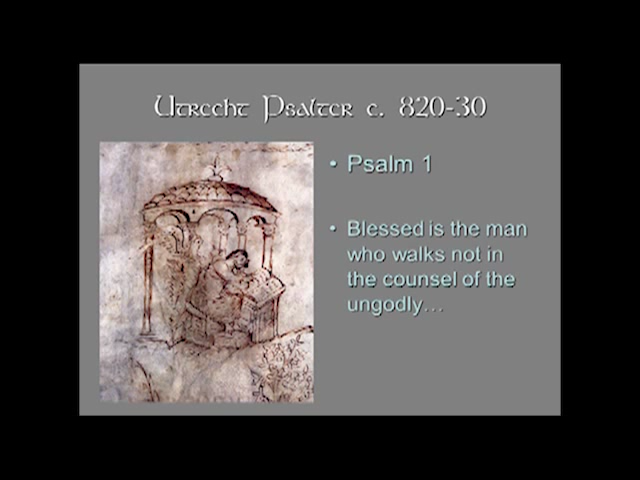 Utrecht Psalter c. 820-30
• Psalm 1
• Blessed is the man
who walks not in
the counsel of the
ungodly…